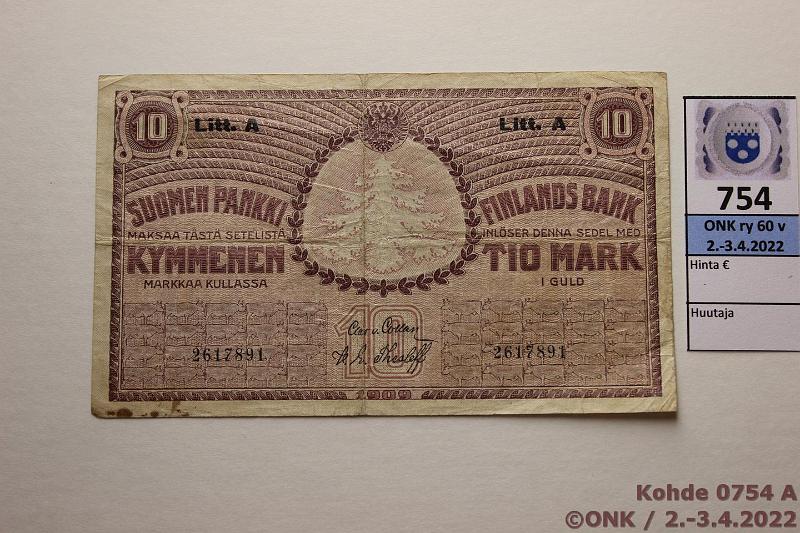 10 Litt. A Litt. A 10
SUOMEN PANKKI
MAKSAA TÄSTÄ SETELISTÄ
KYMMENEN
MARKKAA KULLASSA
FINLANDS BANK
INLÖSER DENNA SEDEL MED
TIO MARK
I GULD
10
2617891
2617891
1909
754
ONK ry 60 v
2.-3.4.2022
Hinta €
Huutaja
Kohde 0754 A
©ONK / 2.-3.4.2022